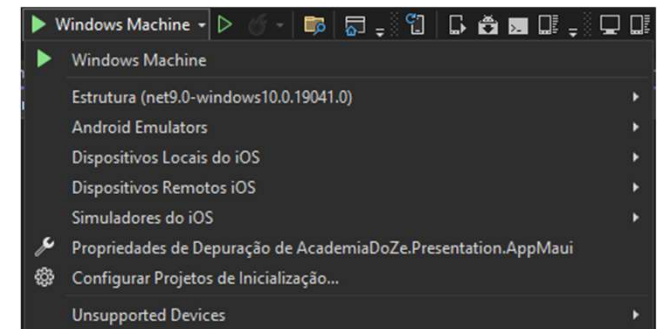 Windows Machine
Windows Machine
Estrutura (net9.0-windows10.0.19041.0)
Android Emulators
Dispositivos Locais do iOS
Dispositivos Remotos iOS
Simuladores do iOS
Propriedades de Depuração de AcademiaDoZe.Presentation.AppMaui
Configurar Projetos de Inicialização...
Unsupported Devices